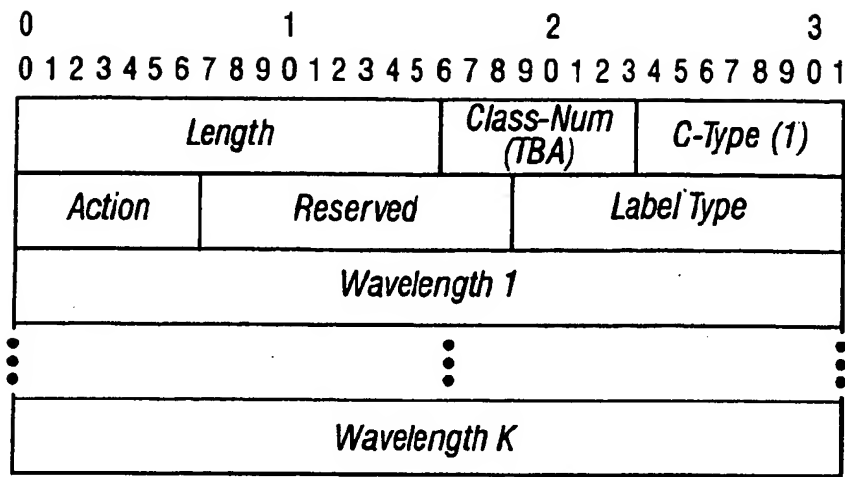 0 1 2 3
0 1 2 3 4 5 6 7 8 9 0 1 2 3 4 5 6 7 8 9 0 1 2 3 4 5 6 7 8 9 0 1
Length Class-Num (TBA) C-Type (1)
Action Reserved Label Type
Wavelength 1
Wavelength K